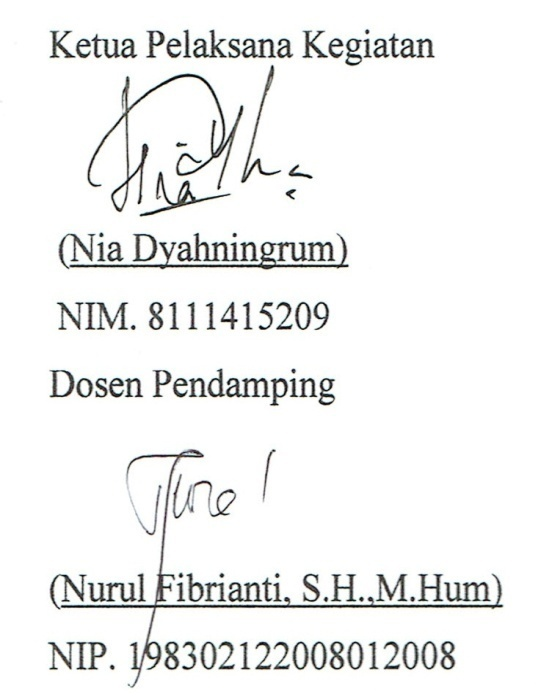 Ketua Pelaksana Kegiatan
(Nia Dyahningrum)
NIM. 8111415209
Dosen Pendamping
(Nurul Fibrianti, S.H.,M.Hum)
NIP. 198302122008012008